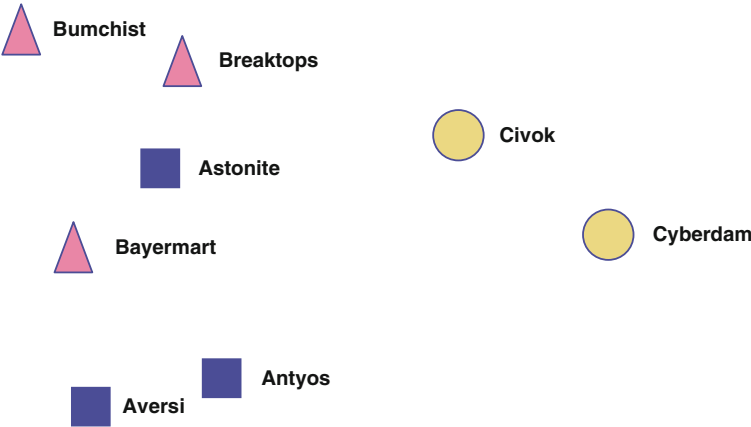 Bumchist
Breaktops
Civok
Astonite
Cyberdam
Bayermart
Antyos
Aversi